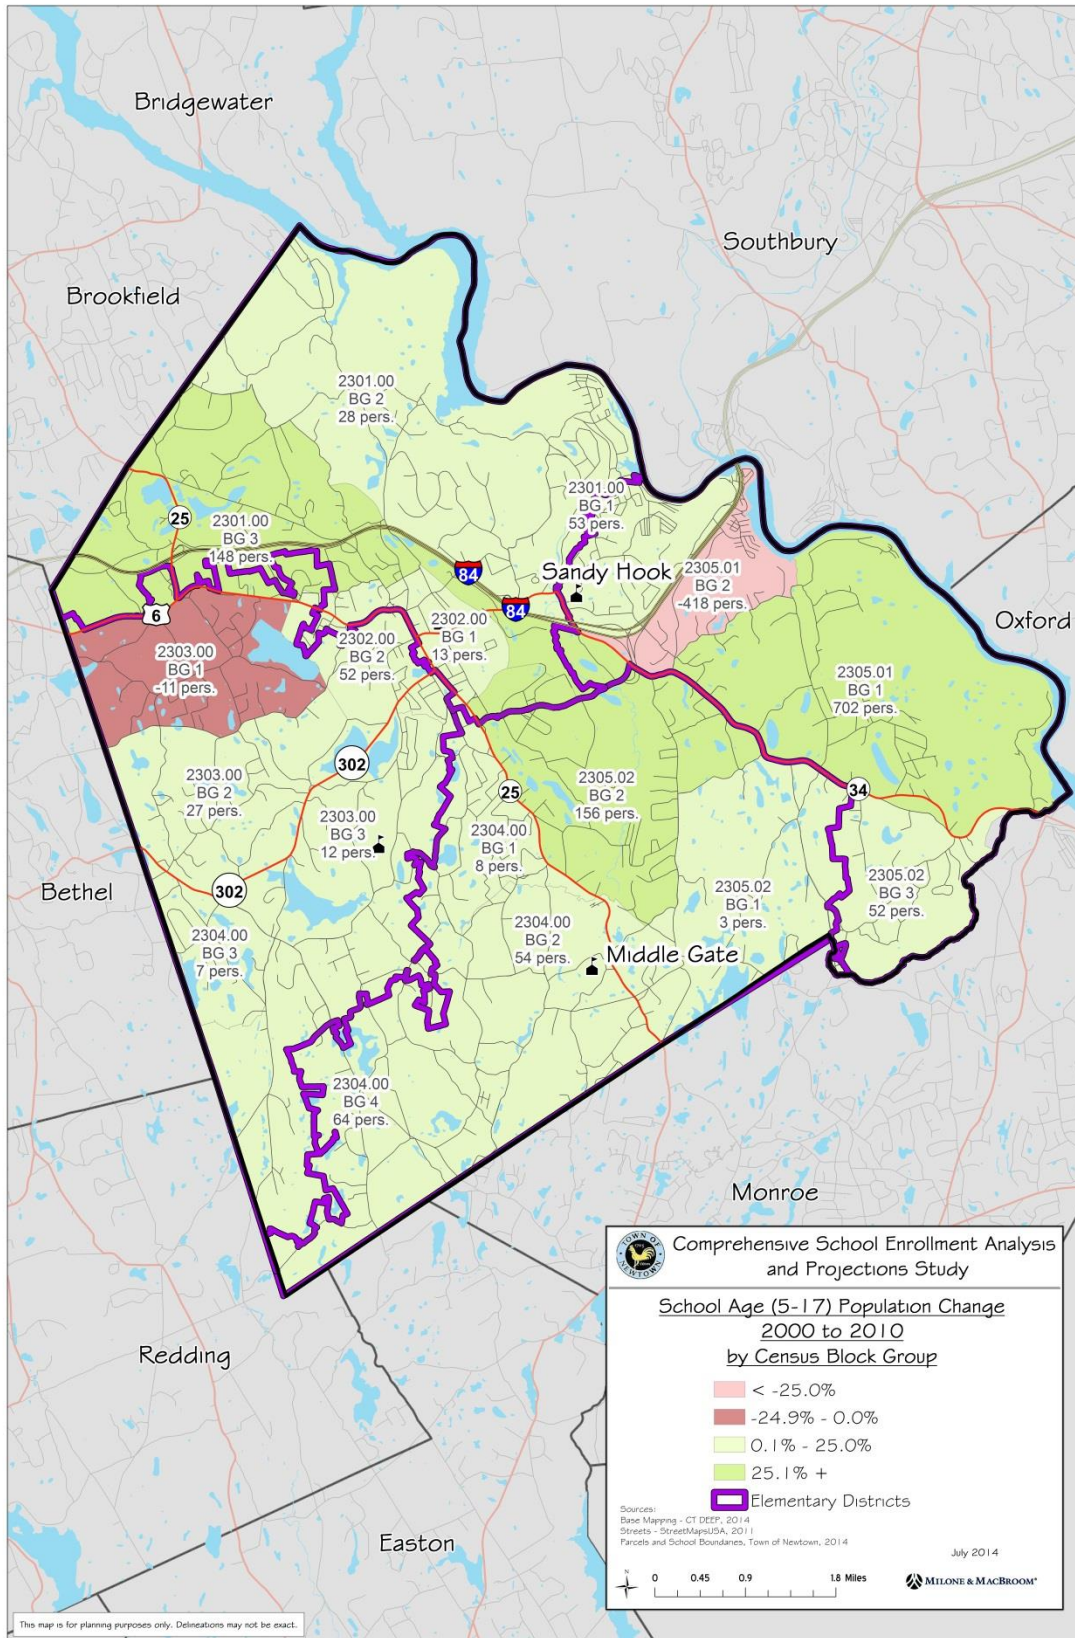 Bridgewater
Southbury
Brookfield
2301.00
BG 2
28 pers.
2301.00
BG 1
53 pers.
25
2301.00
BG 3
148 pers.
84
Sandy Hook
2305.01
BG 2
-418 pers.
84
6
Oxford
2302.00
BG 1
13 pers.
2302.00
BG 2
52 pers.
2303.00
BG 1
-11 pers.
2305.01
BG 1
702 pers.
302
2303.00
BG 2
27 pers.
25
2305.02
BG 2
156 pers.
34
2303.00
BG 3
12 pers.
2304.00
BG 1
8 pers.
Bethel
302
2305.02
BG 1
3 pers.
2305.02
BG 3
52 pers.
2304.00
BG 3
7 pers.
2304.00
BG 2
54 pers.
Middle Gate
2304.00
BG 4
64 pers.
Monroe
Redding
Easton
TOWN OF
NEWTOWN
Comprehensive School Enrollment Analysis
and Projections Study
School Age (5-17) Population Change
2000 to 2010
by Census Block Group
< -25.0%
-24.9% - 0.0%
0.1% - 25.0%
25.1% +
Elementary Districts
Sources:
Base Mapping - CT DEEP, 2014
Streets - StreetMapsUSA, 2011
Parcels and School Boundaries, Town of Newtown, 2014
July 2014
N
0 0.45 0.9 1.8 Miles
MILONE & MACBROOM®
This map is for planning purposes only. Delineations may not be exact.